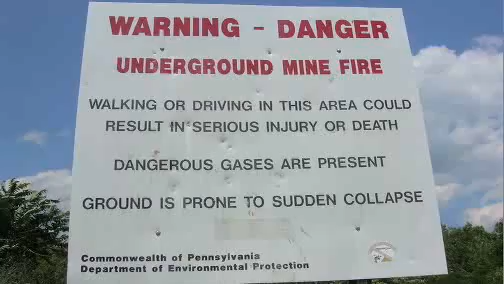 WARNING - DANGER
UNDERGROUND MINE FIRE
WALKING OR DRIVING IN THIS AREA COULD
RESULT IN SERIOUS INJURY OR DEATH
DANGEROUS GASES ARE PRESENT
GROUND IS PRONE TO SUDDEN COLLAPSE
Commonwealth of Pennsylvania
Department of Environmental Protection